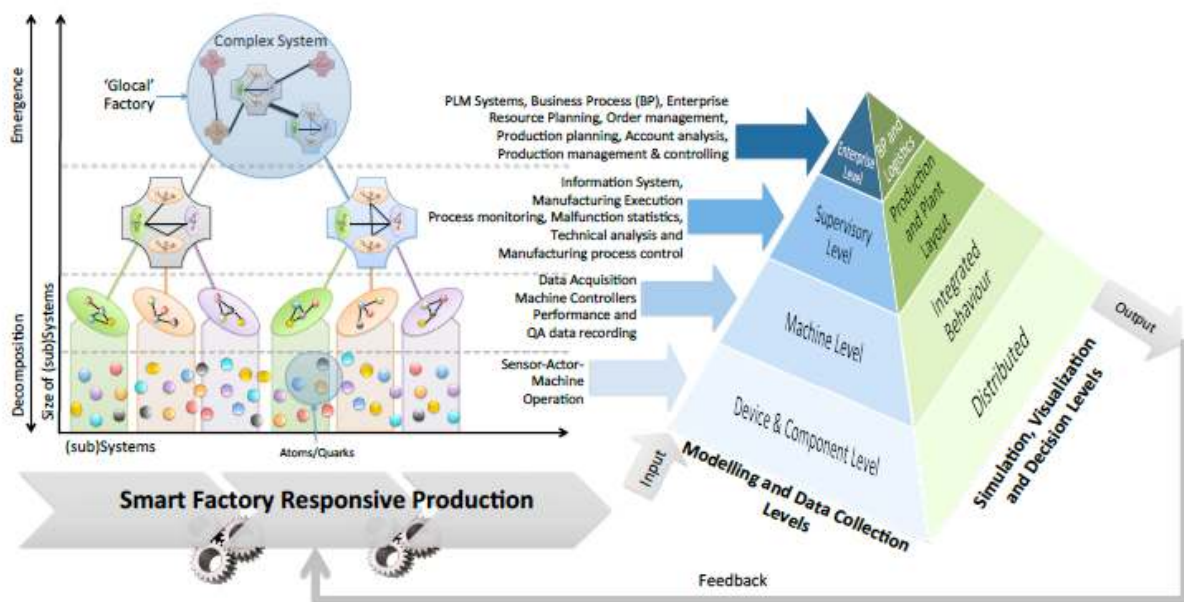 Emergence
Decomposition
Size of (sub)Systems
Complex System
'Glocal'
Factory
(sub)Systems
Atoms/Quarks
PLM Systems, Business Process (BP), Enterprise
Resource Planning, Order management,
Production planning, Account analysis,
Production management & controlling
Information System,
Manufacturing Execution
Process monitoring, Malfunction statistics,
Technical analysis and
Manufacturing process control
Data Acquisition
Machine Controllers
Performance and
QA data recording
Sensor-Actor-
Machine
Operation
Enterprise
Level
Supervisory
Level
Machine Level
Device & Component Level
BP and
Logistics
Production
and Plant
Layout
Integrated
Behaviour
Distributed
Input
Modelling and Data Collection
Levels
Simulation, Visualization
and Decision Levels
Output
Smart Factory Responsive Production
Feedback